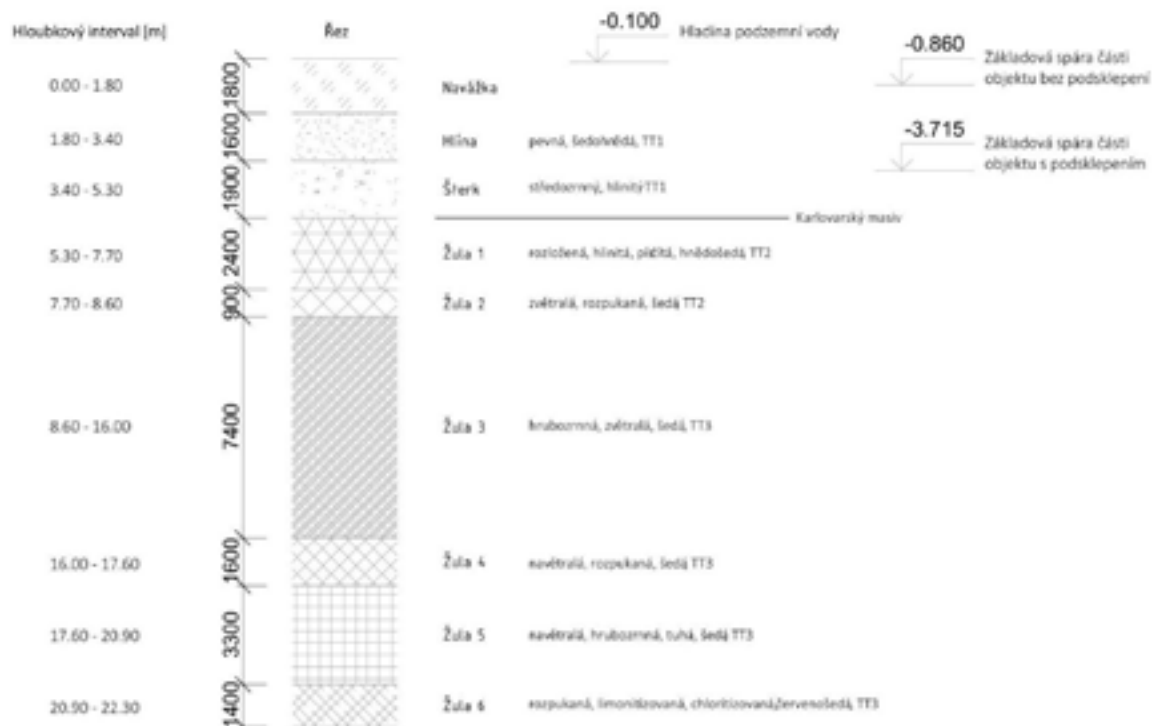 Hloubkový interval [m]
Řez
-0.100
Hladina podzemní vody
-0.860
Základová spára části
objektu bez podsklepení
0.00 - 1.80
1800
Navážka
-3.715
Základová spára části
objektu s podsklepením
1.80 - 3.40
1600
Hlína
pevná, šedohnědá, TT1
3.40 - 5.30
1900
Šterk
středozrnný, hlinitý TT1
Karlovarský masiv
5.30 - 7.70
2400
Žula 1
rozložená, hlinitá, písčitá, hnědošedá, TT2
7.70 - 8.60
900
Žula 2
zvětralá, rozpukaná, šedá, TT2
8.60 - 16.00
7400
Žula 3
hrubozrnná, zvětralá, šedá, TT3
16.00 - 17.60
1600
Žula 4
navětralá, rozpukaná, šedá, TT3
17.60 - 20.90
3300
Žula 5
navětralá, hrubozrnná, tuhá, šedá, TT3
20.90 - 22.30
1400
Žula 6
rozpukaná, limonitizovaná, chloritizovaná,červenošedá, TT3